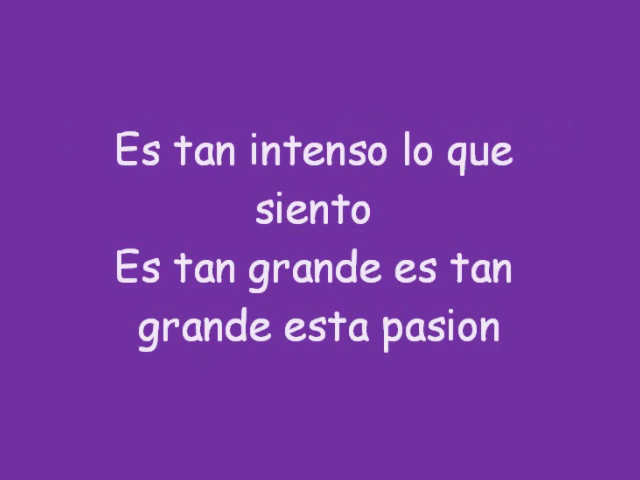 Es tan intenso lo que
siento
Es tan grande es tan
grande esta pasion